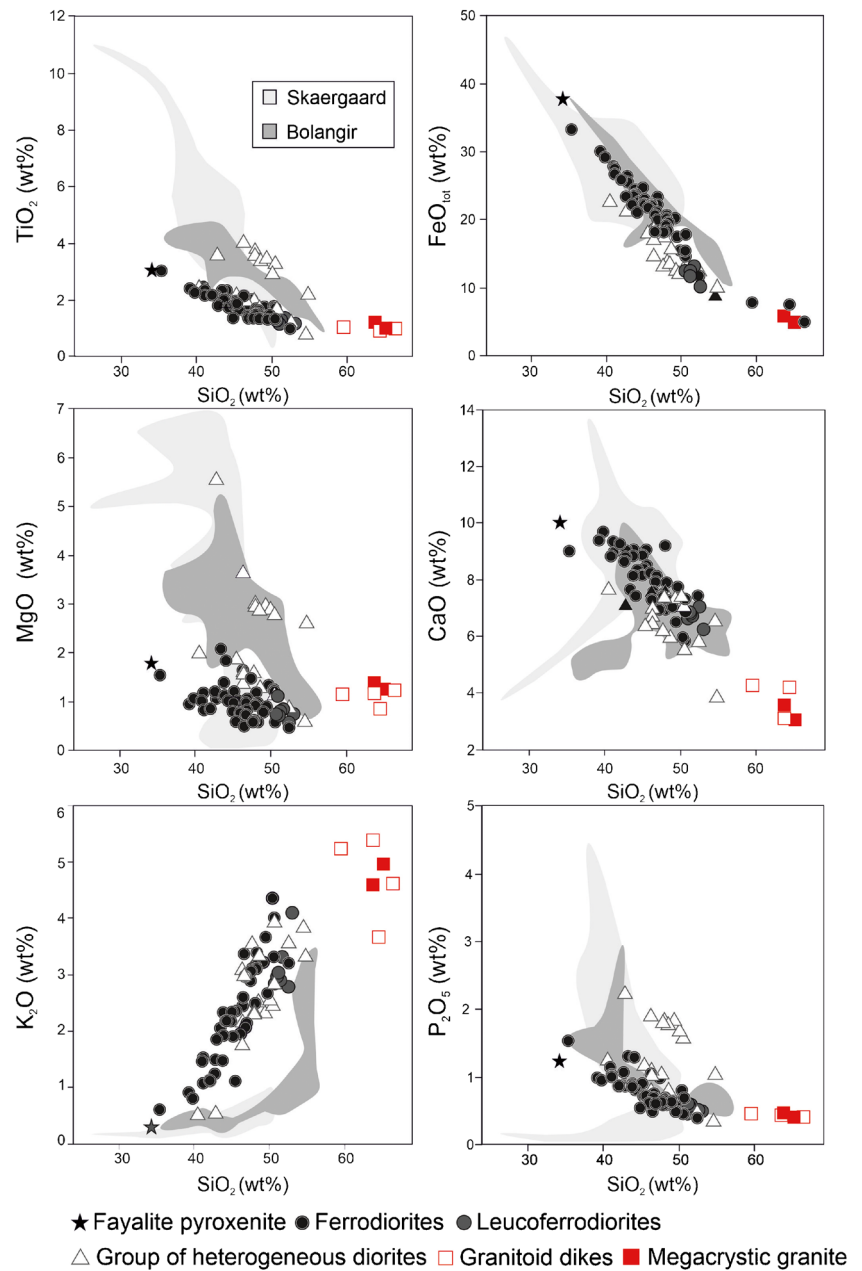 12
10
8
6
4
2
0
TiO2 (wt%)
Skaergaard
Bolangir
30 40 50 60
SiO2 (wt%)
50
40
30
20
10
0
FeOtot (wt%)
30 40 50 60
SiO2 (wt%)
7
6
5
4
3
2
1
0
MgO (wt%)
30 40 50 60
SiO2 (wt%)
14
12
10
8
6
4
2
CaO (wt%)
30 40 50 60
SiO2 (wt%)
6
5
4
3
2
1
0
K2O (wt%)
30 40 50 60
SiO2 (wt%)
5
4
3
2
1
0
P2O5 (wt%)
30 40 50 60
SiO2 (wt%)
Fayalite pyroxenite Ferrodiorites Leucoferrodiorites
Group of heterogeneous diorites Granitoid dikes Megacrystic granite